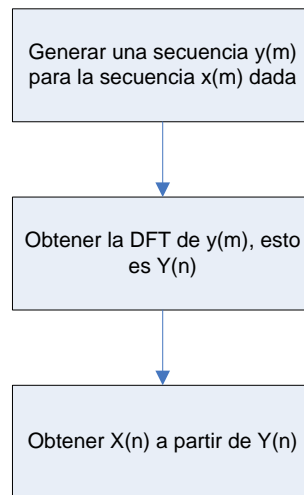 Generar una secuencia y(m)
para la secuencia x(m) dada
Obtener la DFT de y(m), esto
es Y(n)
Obtener X(n) a partir de Y(n)